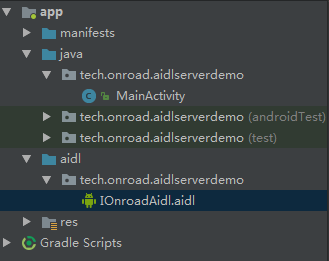 app
manifests
java
tech.onroad.aidlserverdemo
MainActivity
tech.onroad.aidlserverdemo (androidTest)
tech.onroad.aidlserverdemo (test)
aidl
tech.onroad.aidlserverdemo
IOnroadAidl.aidl
res
Gradle Scripts